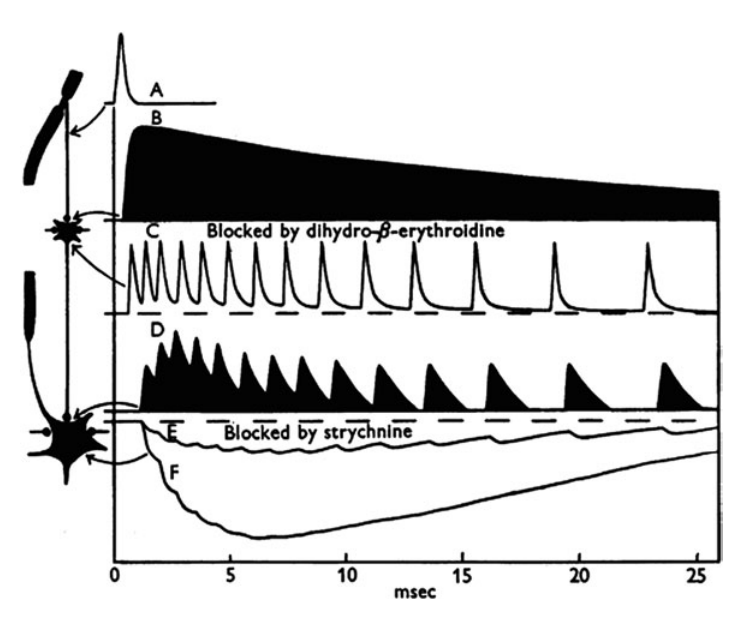 A
B
Blocked by dihydro-β-erythroidine
C
D
E
Blocked by strychnine
F
0 5 10 15 20 25
msec